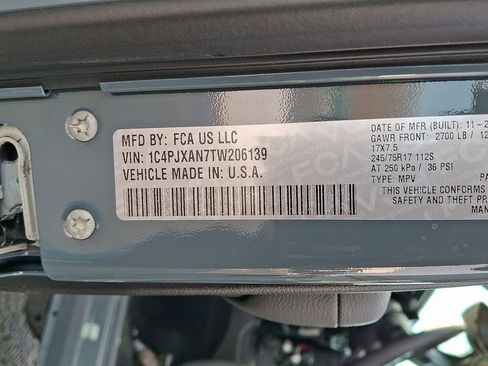 MFD BY: FCA US LLC
VIN: 1C4PJXAN7TW206139
VEHICLE MADE IN: U.S.A.
DATE OF MFR (BUILT): 11-2
GAWR FRONT: 2700 LB / 12
17X7.5
245/75R17 112S
AT 250 kPa / 36 PSI
TYPE: MPV PA
THIS VEHICLE CONFORMS
SAFETY AND THEFT PR
MAN